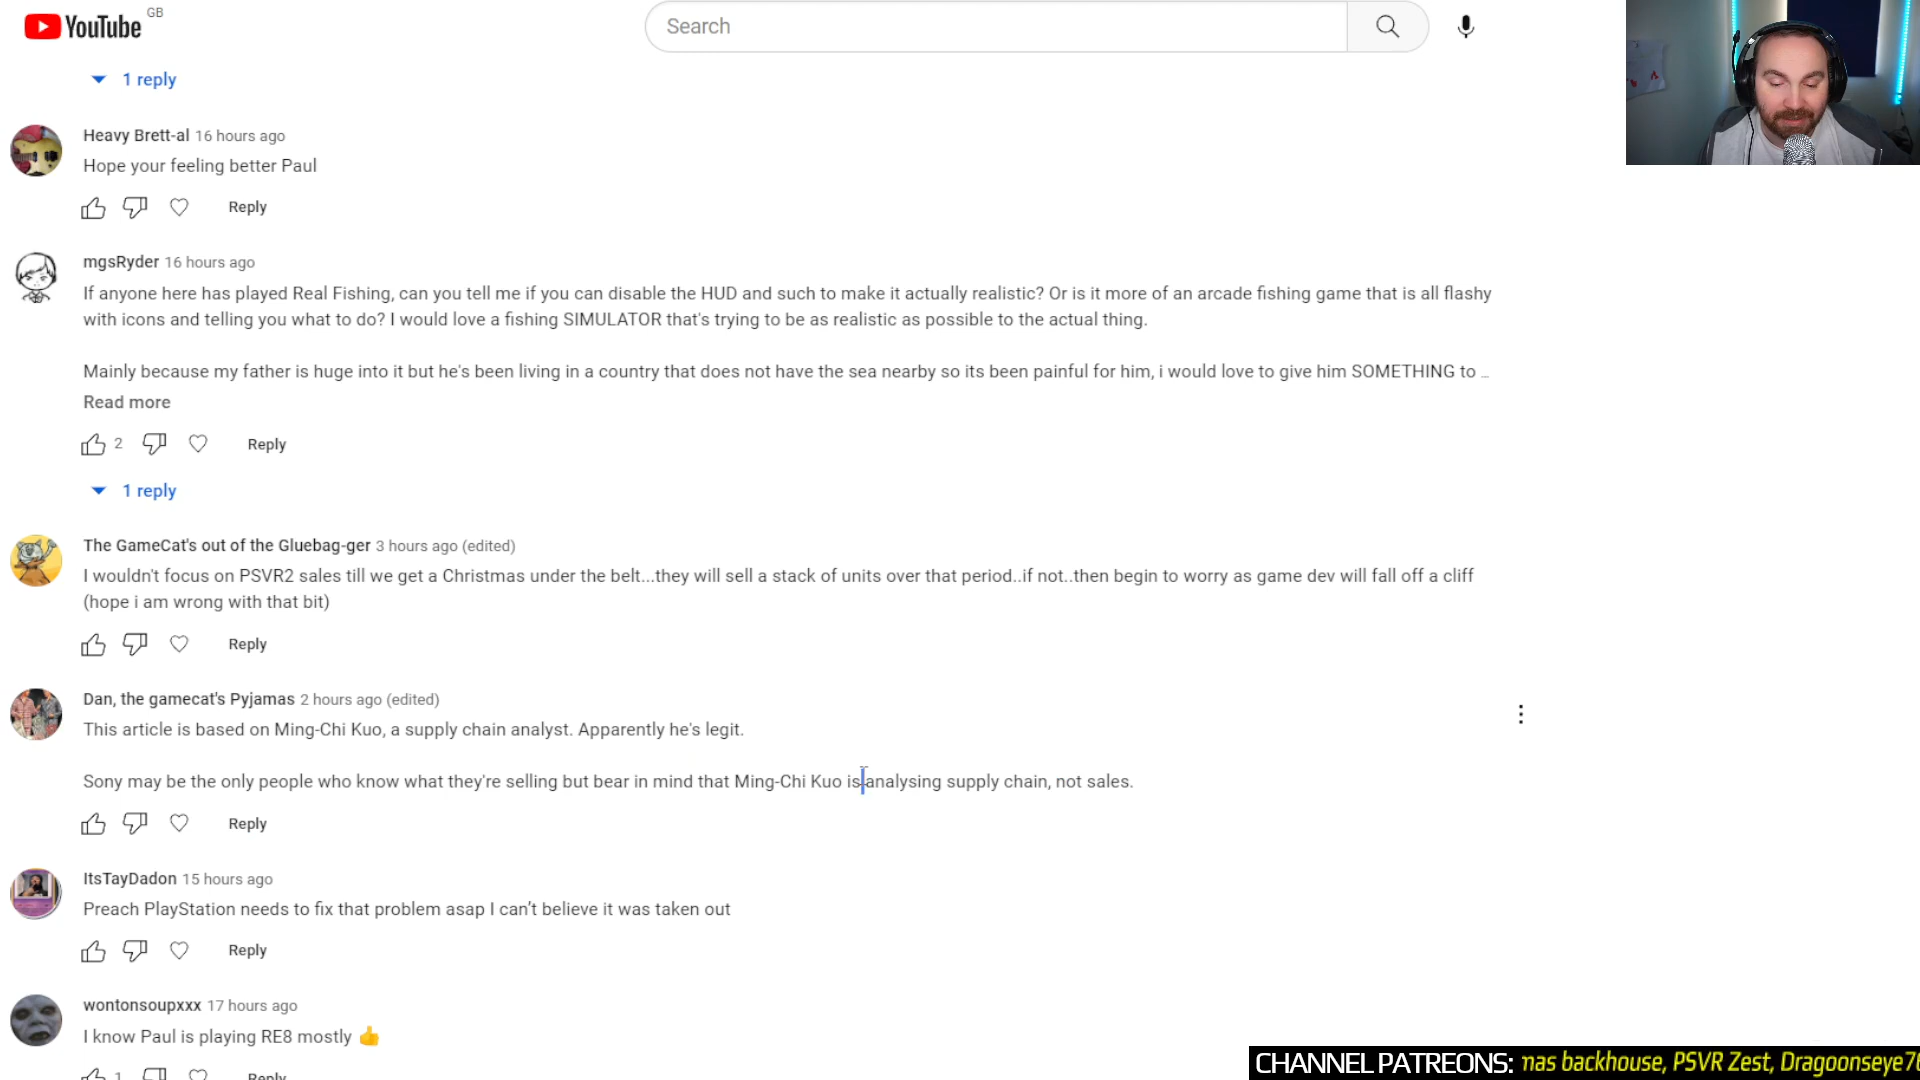 YouTube GB
Search
1 reply
Heavy Brett-al 16 hours ago
Hope your feeling better Paul
Reply
mgsRyder 16 hours ago
If anyone here has played Real Fishing, can you tell me if you can disable the HUD and such to make it actually realistic? Or is it more of an arcade fishing game that is all flashy
with icons and telling you what to do? I would love a fishing SIMULATOR that's trying to be as realistic as possible to the actual thing.
Mainly because my father is huge into it but he's been living in a country that does not have the sea nearby so its been painful for him, i would love to give him SOMETHING to ...
Read more
2 Reply
1 reply
The GameCat's out of the Gluebag-ger 3 hours ago (edited)
I wouldn't focus on PSVR2 sales till we get a Christmas under the belt...they will sell a stack of units over that period..if not..then begin to worry as game dev will fall off a cliff
(hope i am wrong with that bit)
Reply
Dan, the gamecat's Pyjamas 2 hours ago (edited)
This article is based on Ming-Chi Kuo, a supply chain analyst. Apparently he's legit.
Sony may be the only people who know what they're selling but bear in mind that Ming-Chi Kuo is analysing supply chain, not sales.
Reply
ItsTayDadon 15 hours ago
Preach PlayStation needs to fix that problem asap I can't believe it was taken out
Reply
wontonsoupxxx 17 hours ago
I know Paul is playing RE8 mostly 👍
1 Reply
CHANNEL PATREONS: mas backhouse, PSVR Zest, Dragoonseye76